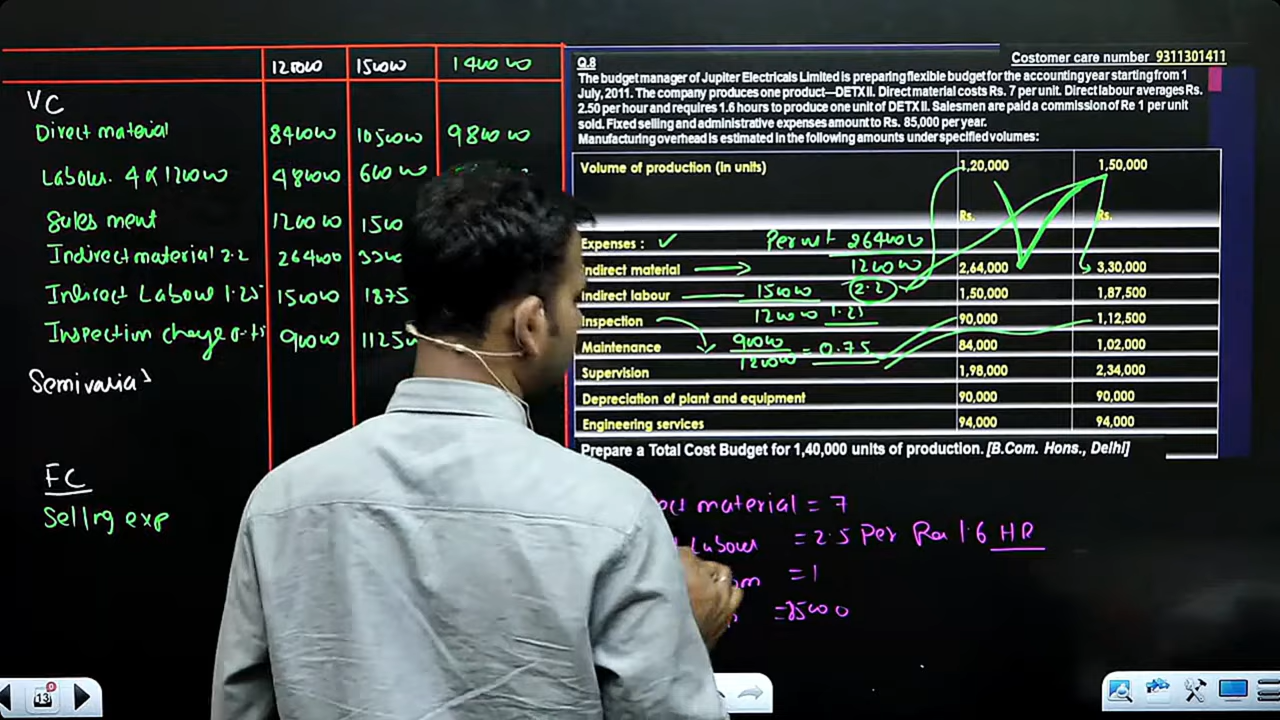 120000 150000 140000
VC
Direct material 840000 1050000 980000
Labour. 4 x 120000 480000 600000
Sales ment 120000 1500
Indirect material 2.2 264000 330
Indirect Labour 1.25 150000 1875
Inspection charge 90000 1125
Semivaria
FC
Selling exp
Costomer care number 9311301411
Q.8
The budget manager of Jupiter Electricals Limited is preparing flexible budget for the accounting year starting from 1
July, 2011. The company produces one product—DETX II. Direct material costs Rs. 7 per unit. Direct labour averages Rs.
2.50 per hour and requires 1.6 hours to produce one unit of DETX II. Salesmen are paid a commission of Re 1 per unit
sold. Fixed selling and administrative expenses amount to Rs. 85,000 per year.
Manufacturing overhead is estimated in the following amounts under specified volumes:
Volume of production (in units) 1,20,000 1,50,000
Rs. Rs.
Expenses : Per unit 264000
Indirect material 120000 2,64,000 3,30,000
Indirect labour 150000 2.2 1,50,000 1,87,500
Inspection 120000 1.25 90,000 1,12,500
Maintenance 90000 = 0.75 84,000 1,02,000
Supervision 120000 1,98,000 2,34,000
Depreciation of plant and equipment 90,000 90,000
Engineering services 94,000 94,000
Prepare a Total Cost Budget for 1,40,000 units of production. [B.Com. Hons., Delhi]
material = 7
Labour = 2.5 Per 1.6 HR
= 1
= 85000
13